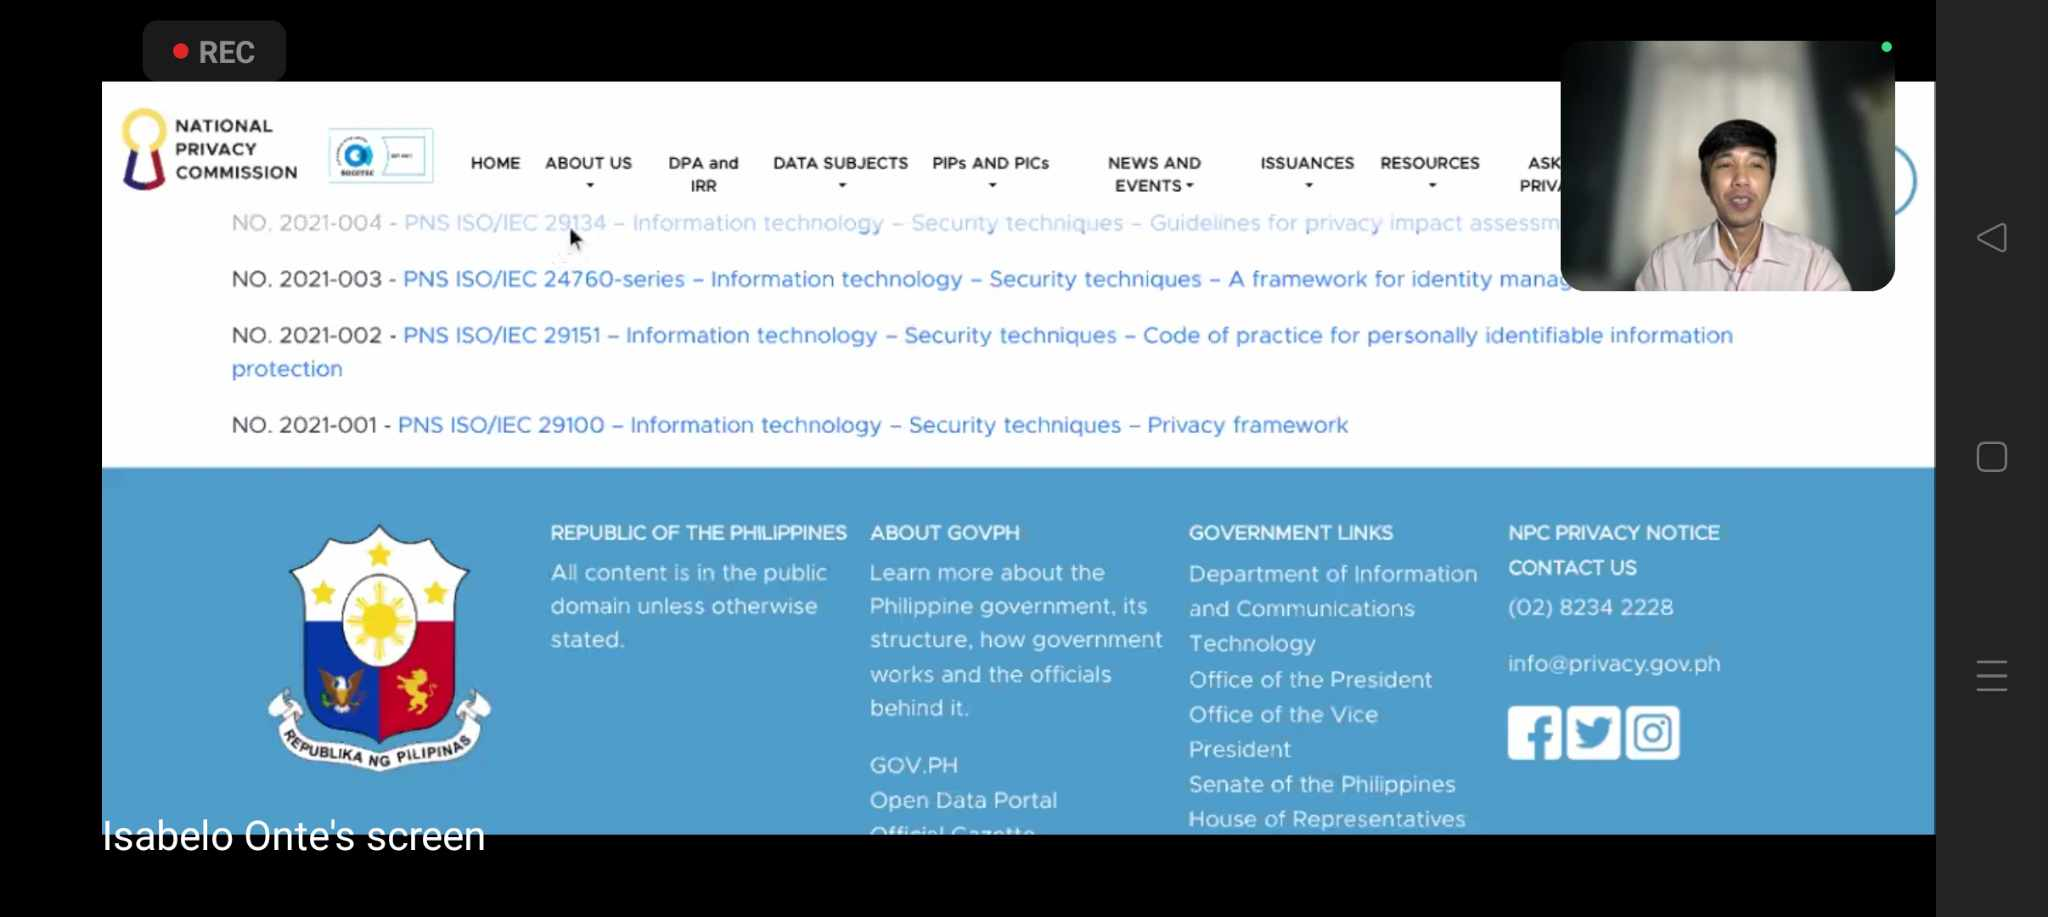 REC
NATIONAL
PRIVACY
COMMISSION
SOCOTEC
HOME
ABOUT US
DPA and
IRR
DATA SUBJECTS
PIPs AND PICs
NEWS AND
EVENTS
ISSUANCES
RESOURCES
ASK
NO. 2021-004 - PNS ISO/IEC 29134 – Information technology – Security techniques – Guidelines for privacy impact
NO. 2021-003 - PNS ISO/IEC 24760-series – Information technology – Security techniques – A framework for identity
NO. 2021-002 - PNS ISO/IEC 29151 – Information technology – Security techniques – Code of practice for personally identifiable information
protection
NO. 2021-001 - PNS ISO/IEC 29100 – Information technology – Security techniques – Privacy framework
REPUBLIKA NG PILIPINAS
REPUBLIC OF THE PHILIPPINES
All content is in the public
domain unless otherwise
stated.
ABOUT GOVPH
Learn more about the
Philippine government, its
structure, how government
works and the officials
behind it.
GOV.PH
Open Data Portal
Official Gazette
GOVERNMENT LINKS
Department of Information
and Communications
Technology
Office of the President
Office of the Vice
President
Senate of the Philippines
House of Representatives
NPC PRIVACY NOTICE
CONTACT US
(02) 8234 2228
info@privacy.gov.ph
Isabelo Onte's screen